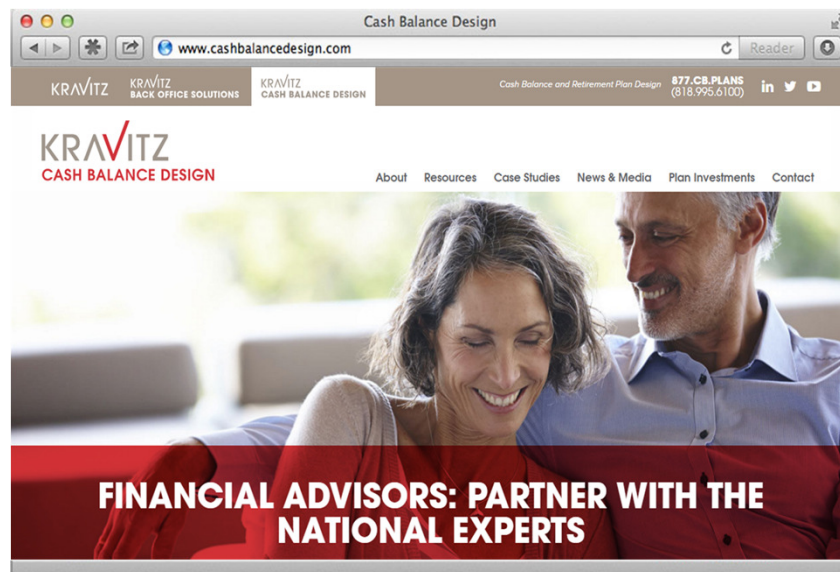 Cash Balance Design
www.cashbalancedesign.com
Reader
KRAVITZ
KRAVITZ
BACK OFFICE SOLUTIONS
KRAVITZ
CASH BALANCE DESIGN
Cash Balance and Retirement Plan Design
877.CB.PLANS
(818.995.6100)
in
KRAVITZ
CASH BALANCE DESIGN
About Resources Case Studies News & Media Plan Investments Contact
FINANCIAL ADVISORS: PARTNER WITH THE
NATIONAL EXPERTS